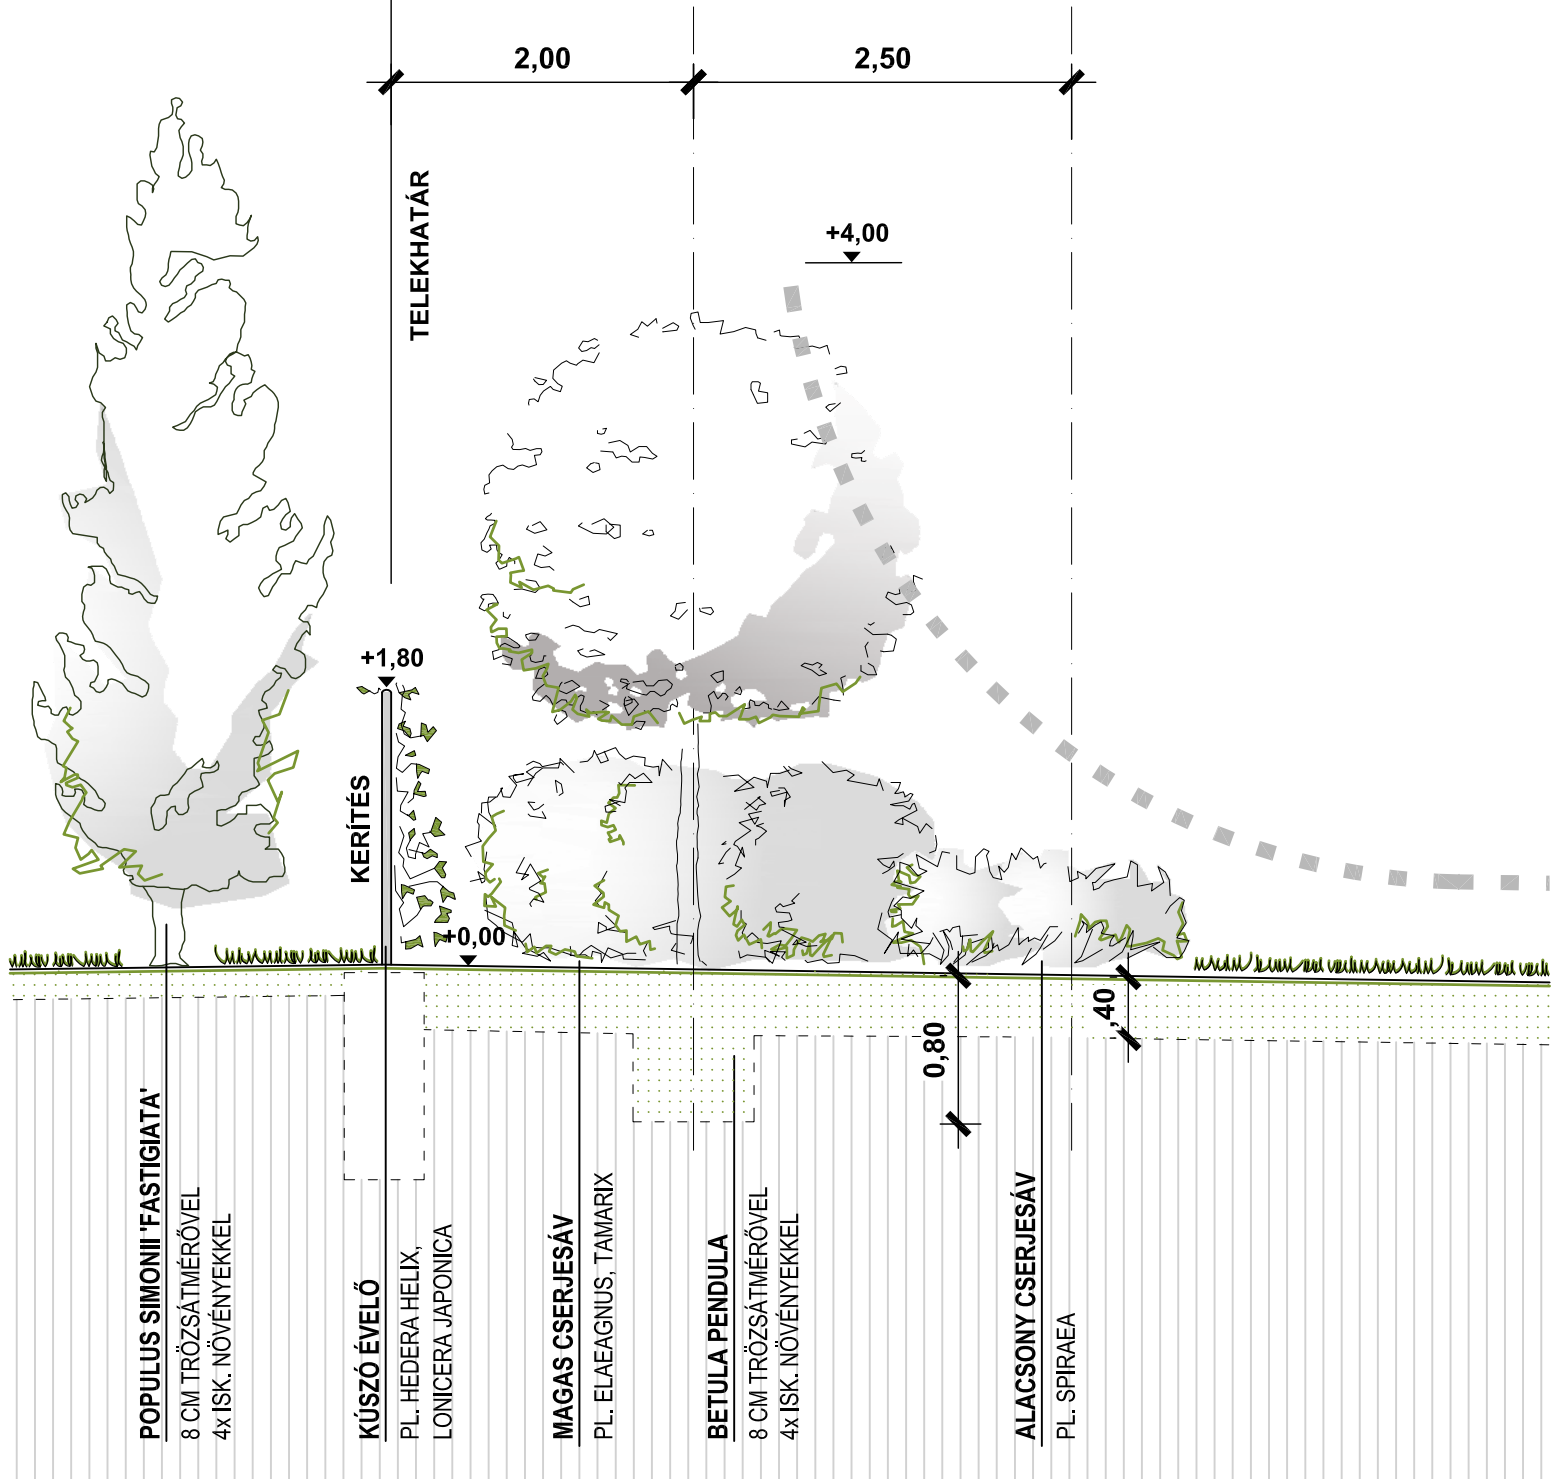 2,00
2,50
TELEKHATÁR
+4,00
+1,80
KERÍTÉS
+0,00
0,80
,40
POPULUS SIMONII 'FASTIGIATA'
8 CM TRÖZSÁTMÉRŐVEL
4x ISK. NÖVÉNYEKKEL
KÚSZÓ ÉVELŐ
PL. HEDERA HELIX,
LONICERA JAPONICA
MAGAS CSERJESÁV
PL. ELAEAGNUS, TAMARIX
BETULA PENDULA
8 CM TRÖZSÁTMÉRŐVEL
4x ISK. NÖVÉNYEKKEL
ALACSONY CSERJESÁV
PL. SPIRAEA